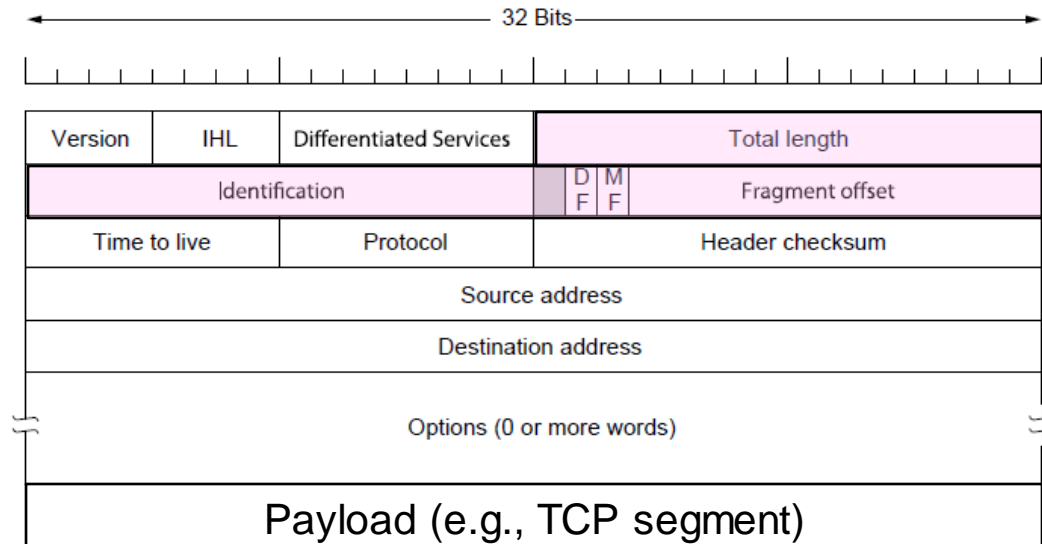 32 Bits
Version IHL Differentiated Services Total length
Identification D F M F Fragment offset
Time to live Protocol Header checksum
Source address
Destination address
Options (0 or more words)
Payload (e.g., TCP segment)